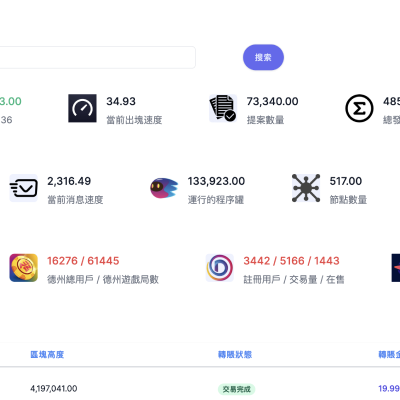 搜索
3.00
34.93
73,340.00
485
36
當前出塊速度
提案數量
總發
2,316.49
133,923.00
517.00
當前消息速度
運行的程序罐
節點數量
16276 / 61445
3442 / 5166 / 1443
德州總用戶 / 德州遊戲局數
註冊用戶 / 交易量 / 在售
區塊高度
轉賬狀態
轉賬金
4,197,041.00
交易完成
19.99